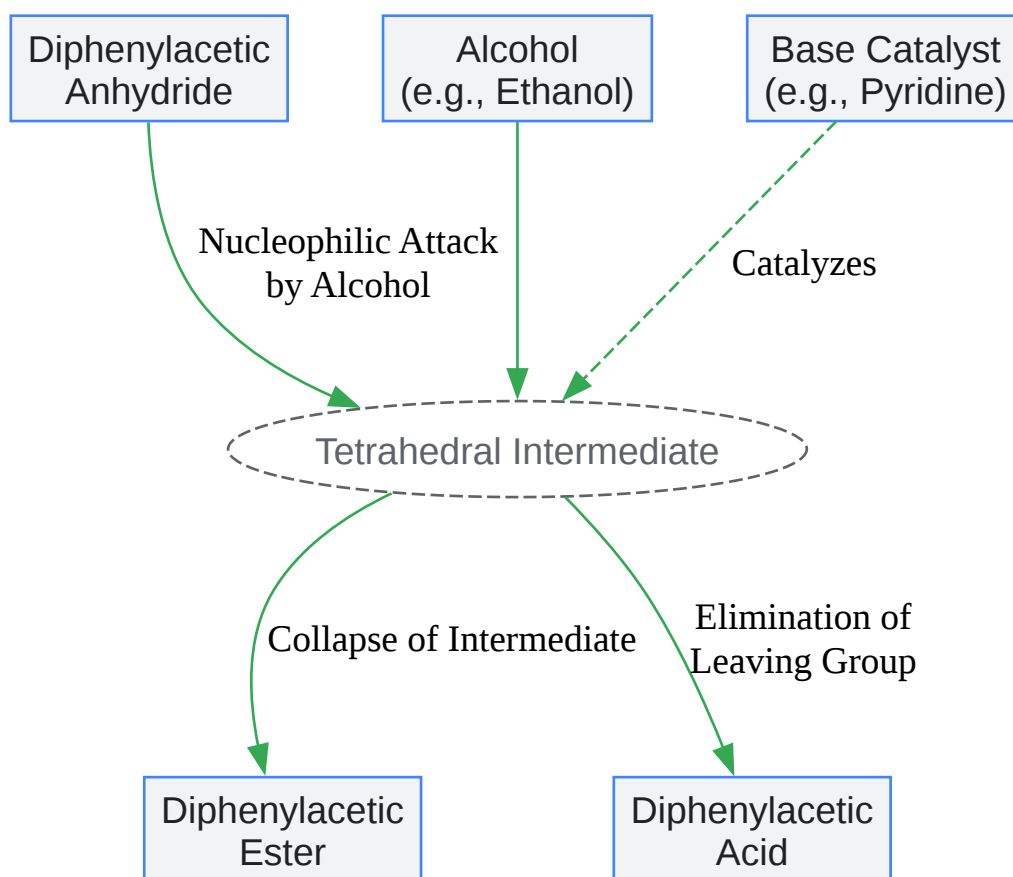 Diphenylacetic
Anhydride
Alcohol
(e.g., Ethanol)
Base Catalyst
(e.g., Pyridine)
Nucleophilic Attack
by Alcohol
Catalyzes
Tetrahedral Intermediate
Collapse of Intermediate
Elimination of
Leaving Group
Diphenylacetic
Ester
Diphenylacetic
Acid